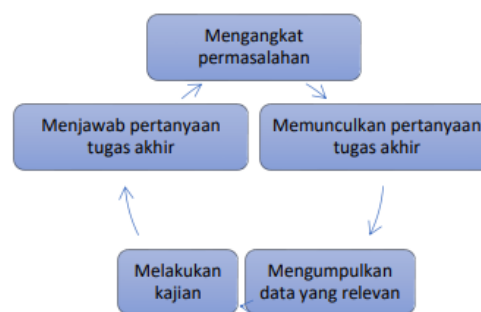 Mengangkat
permasalahan
Memunculkan pertanyaan
tugas akhir
Mengumpulkan
data yang relevan
Melakukan
kajian
Menjawab pertanyaan
tugas akhir